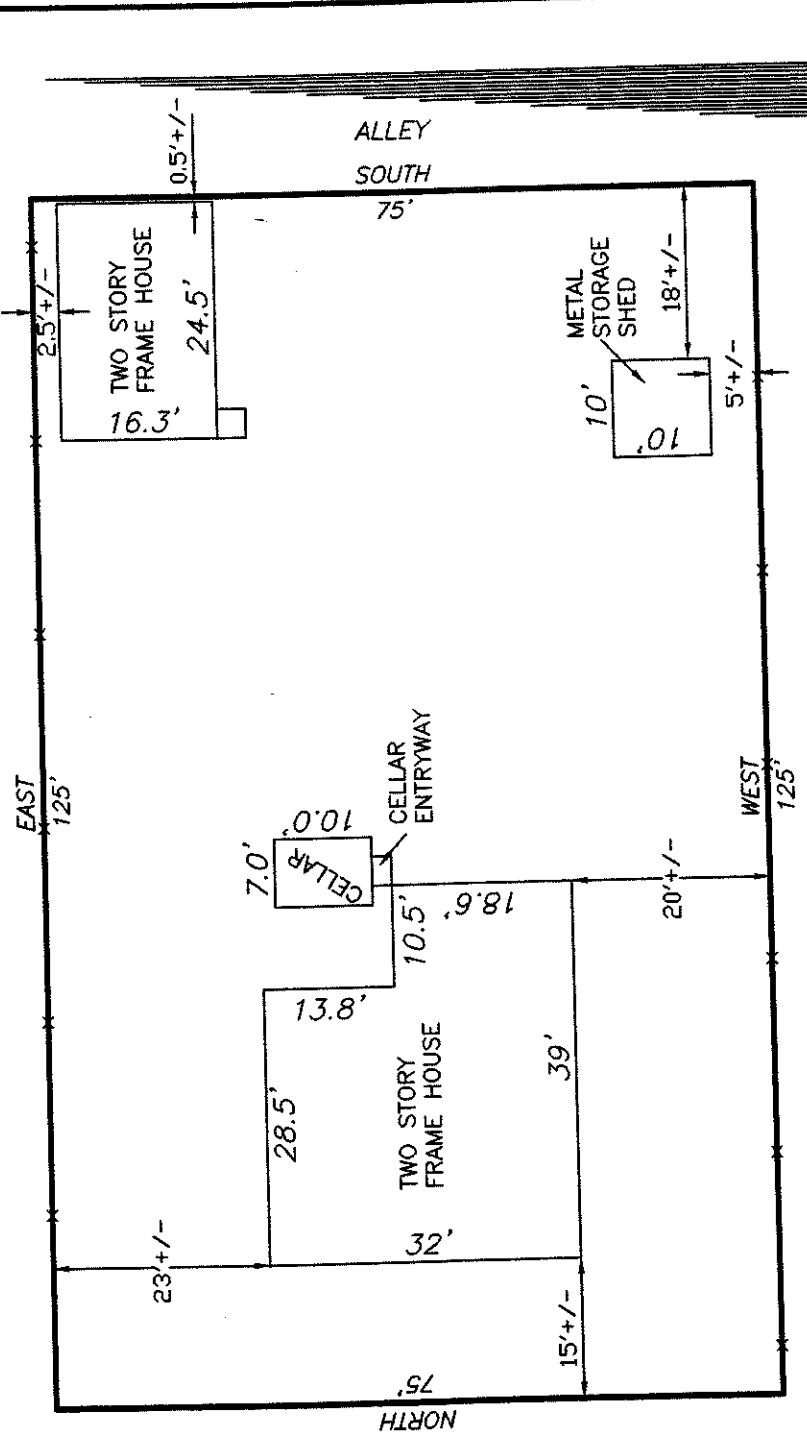 ALLEY
SOUTH
75'
0.5'+/-
2.5'+/-
TWO STORY
FRAME HOUSE
24.5'
16.3'
METAL
STORAGE
SHED
18'+/-
10'
10'
5'+/-
EAST
125'
WEST
125'
CELLAR
ENTRYWAY
7.0'
10.0'
CELLAR
18.6'
10.5'
20'+/-
13.8'
28.5'
TWO STORY
FRAME HOUSE
39'
32'
23'+/-
15'+/-
75'
NORTH